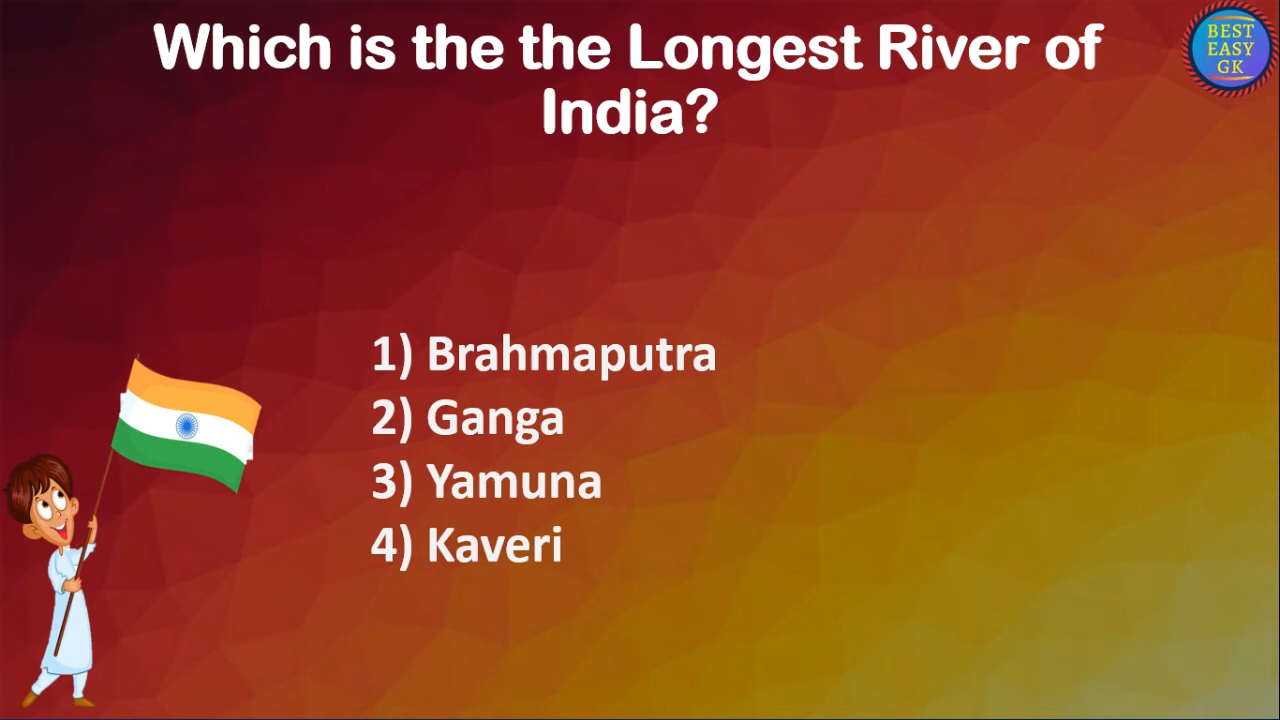 Which is the the Longest River of
India?
BEST
EASY
GK
1) Brahmaputra
2) Ganga
3) Yamuna
4) Kaveri